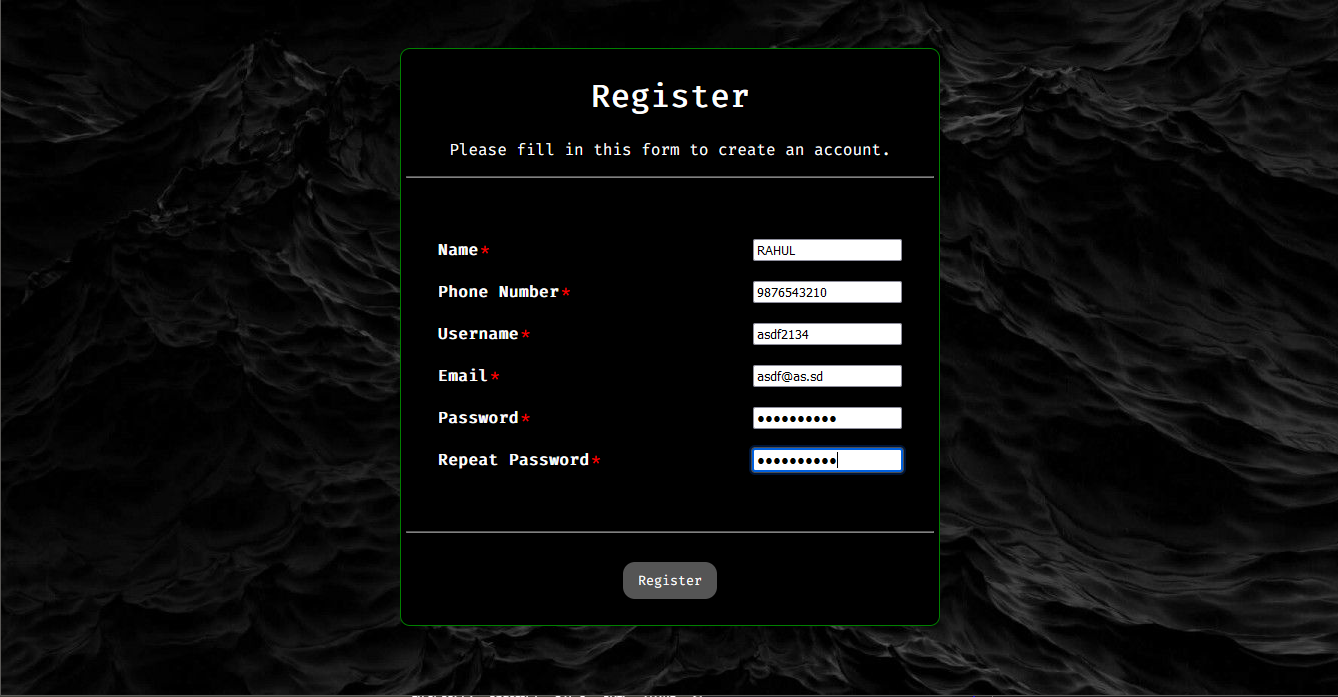 Register
Please fill in this form to create an account.
Name* RAHUL
Phone Number* 9876543210
Username* asdf2134
Email* asdf@as.sd
Password* ••••••••••
Repeat Password* ••••••••••
Register